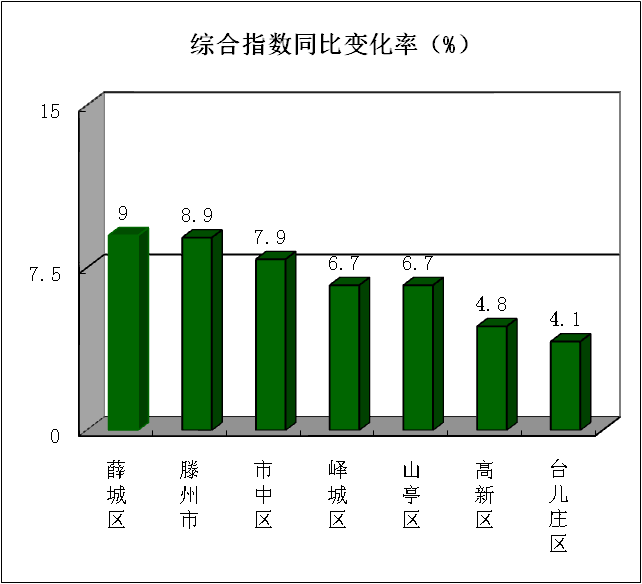 综合指数同比变化率（%）
15
7.5
0
9
8.9
7.9
6.7
6.7
4.8
4.1
薛城区
滕州市
市中区
峄城区
山亭区
高新区
台儿庄区